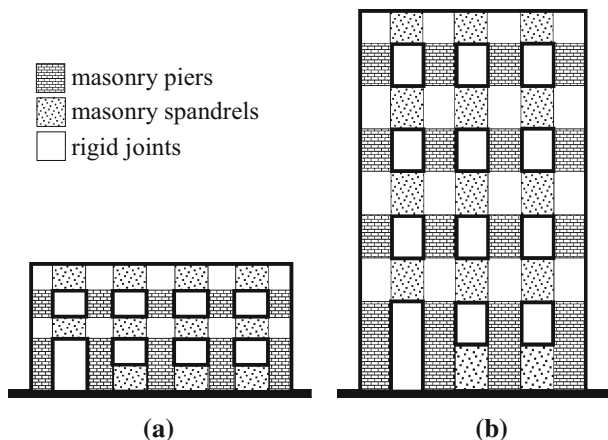 masonry piers
masonry spandrels
rigid joints
(a)
(b)